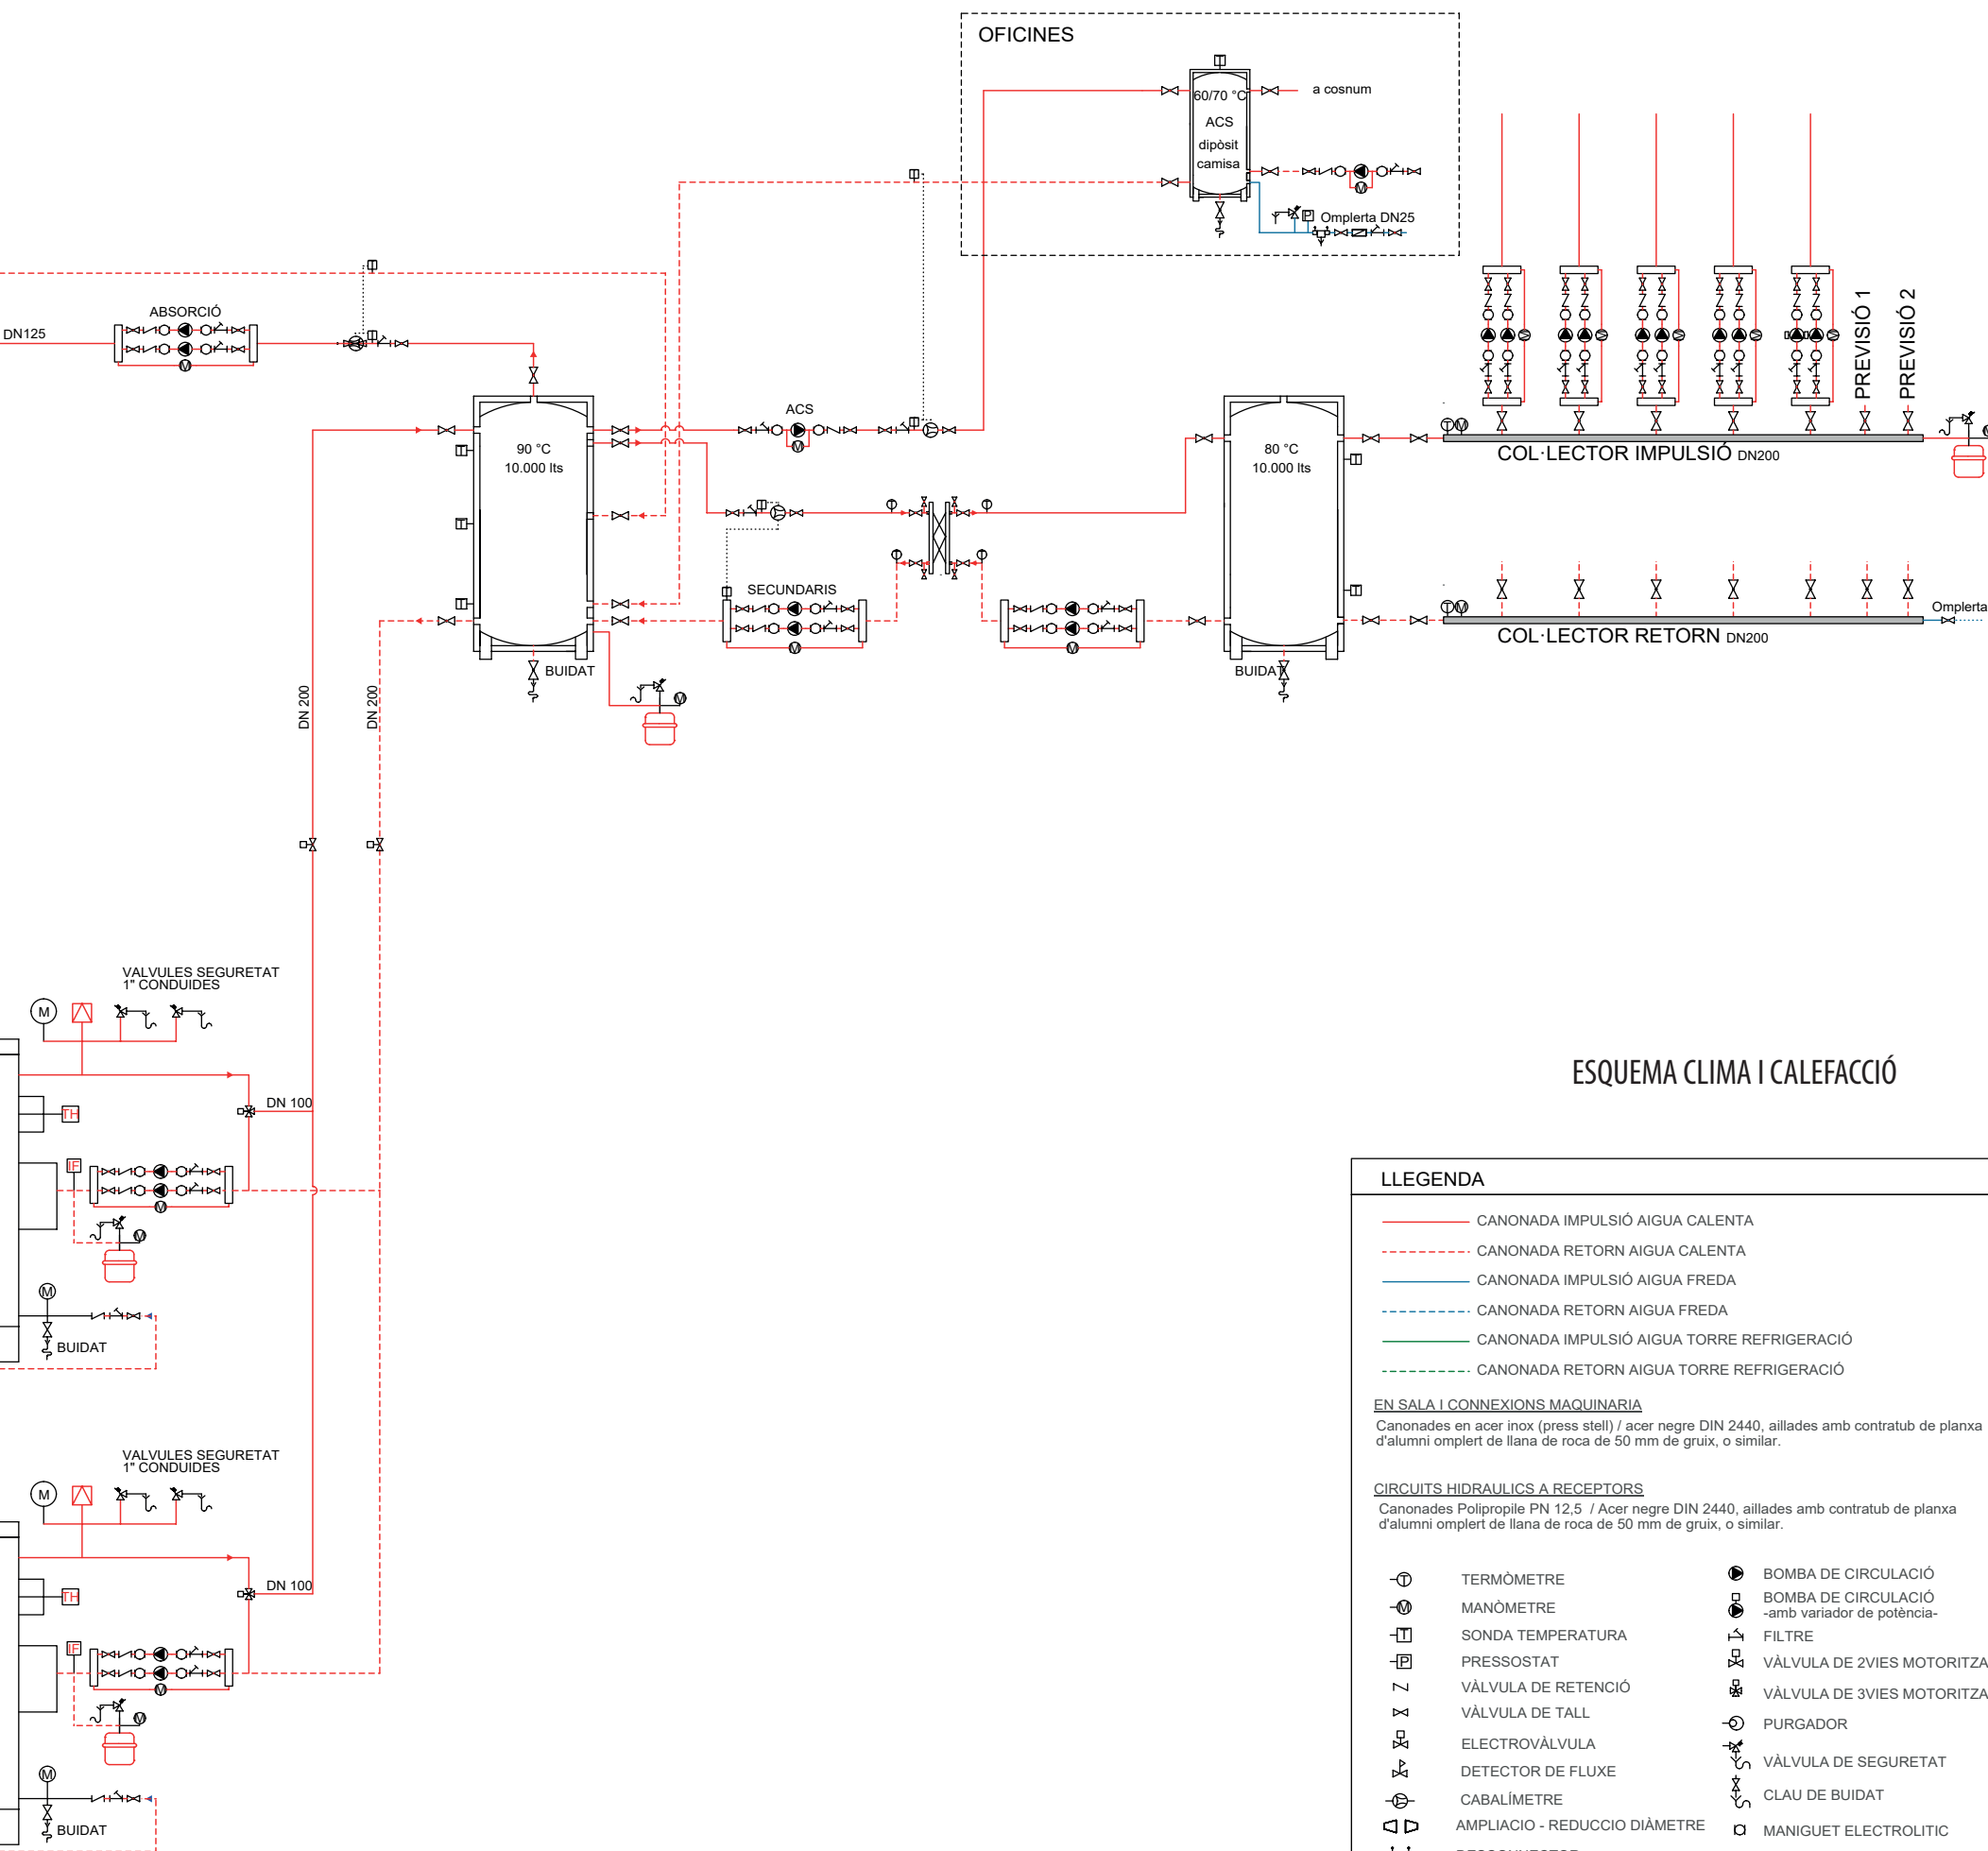 OFICINES
60/70 °C
ACS
dipòsit
camisa
a cosnum
Omplerta DN25
P
ABSORCIÓ
DN125
ACS
90 °C
10.000 lts
80 °C
10.000 lts
SECUNDARIS
BUIDAT
BUIDAT
PREVISIÓ 1
PREVISIÓ 2
COL·LECTOR IMPULSIÓ DN200
COL·LECTOR RETORN DN200
Omplerta
DN 200
DN 200
VALVULES SEGURETAT
1" CONDUIDES
M
DN 100
TH
IF
M
BUIDAT
VALVULES SEGURETAT
1" CONDUIDES
M
DN 100
TH
IF
M
BUIDAT
ESQUEMA CLIMA I CALEFACCIÓ
LLEGENDA
CANONADA IMPULSIÓ AIGUA CALENTA
CANONADA RETORN AIGUA CALENTA
CANONADA IMPULSIÓ AIGUA FREDA
CANONADA RETORN AIGUA FREDA
CANONADA IMPULSIÓ AIGUA TORRE REFRIGERACIÓ
CANONADA RETORN AIGUA TORRE REFRIGERACIÓ
EN SALA I CONNEXIONS MAQUINARIA
Canonades en acer inox (press stell) / acer negre DIN 2440, aillades amb contratub de planxa
d'alumni omplert de llana de roca de 50 mm de gruix, o similar.
CIRCUITS HIDRAULICS A RECEPTORS
Canonades Polipropile PN 12,5 / Acer negre DIN 2440, aillades amb contratub de planxa
d'alumni omplert de llana de roca de 50 mm de gruix, o similar.
T TERMÒMETRE
M MANÒMETRE
T SONDA TEMPERATURA
P PRESSOSTAT
VÀLVULA DE RETENCIÓ
VÀLVULA DE TALL
ELECTROVÀLVULA
DETECTOR DE FLUXE
CABALÍMETRE
AMPLIACIO - REDUCCIO DIÀMETRE
BOMBA DE CIRCULACIÓ
BOMBA DE CIRCULACIÓ
-amb variador de potència-
FILTRE
VÀLVULA DE 2VIES MOTORITZA
VÀLVULA DE 3VIES MOTORITZA
PURGADOR
VÀLVULA DE SEGURETAT
CLAU DE BUIDAT
MANIGUET ELECTROLITIC